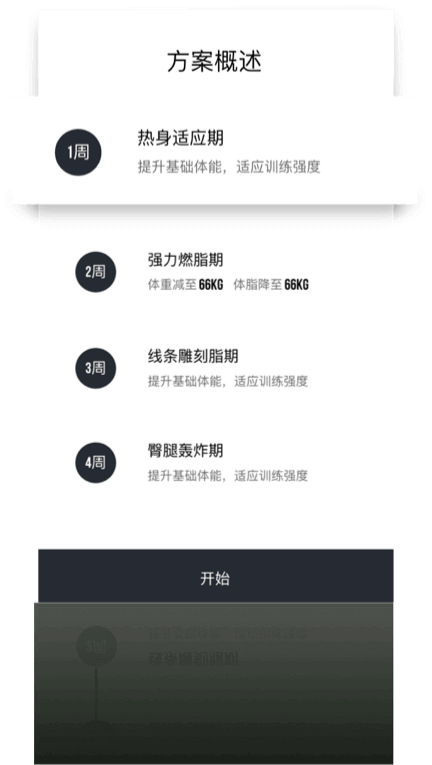 方案概述
1周
热身适应期
提升基础体能，适应训练强度
2周
强力燃脂期
体重减至 66KG 体脂降至 66KG
3周
线条雕刻脂期
提升基础体能，适应训练强度
4周
臀腿轰炸期
提升基础体能，适应训练强度
开始